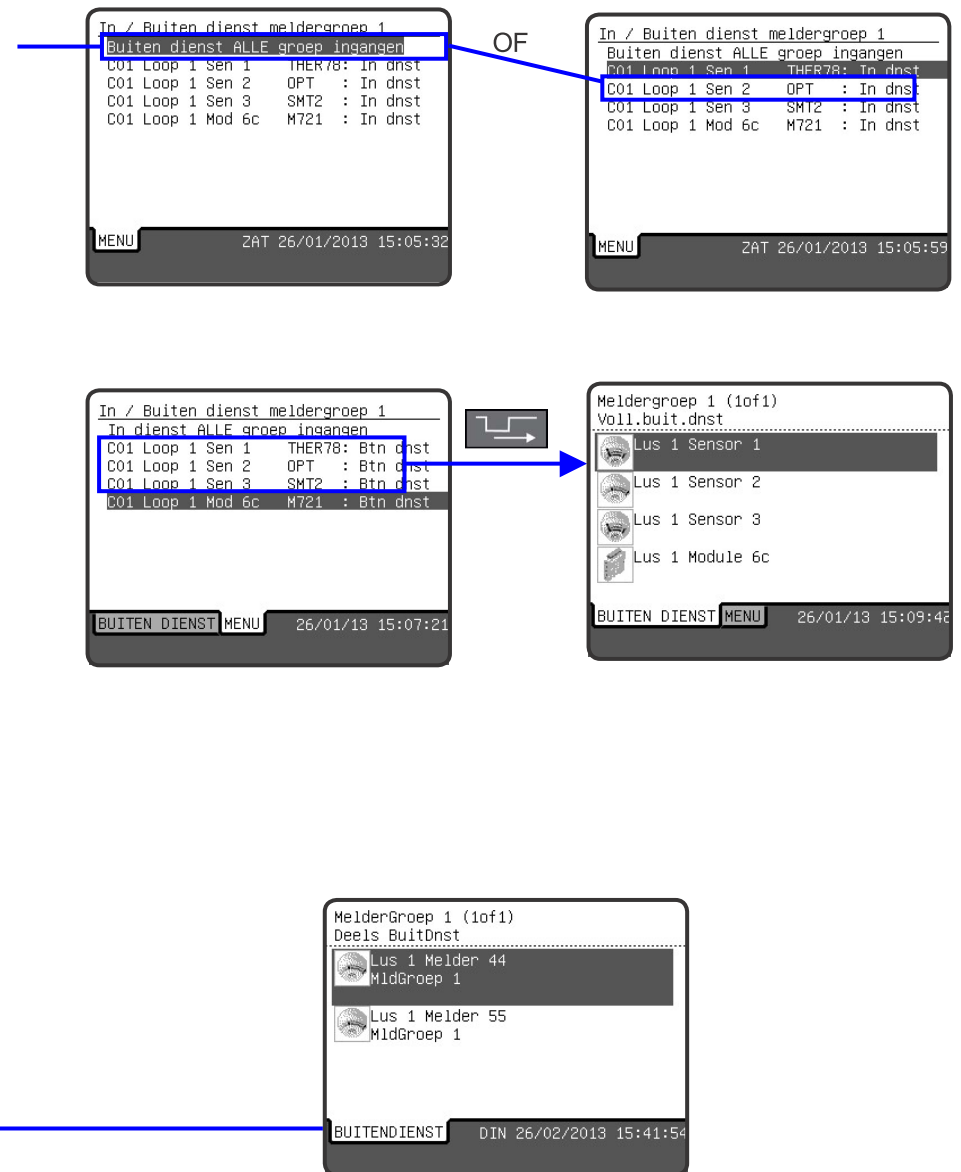 In / Buiten dienst meldergroep 1
Buiten dienst ALLE groep ingangen
C01 Loop 1 Sen 1 THER78: In dnst
C01 Loop 1 Sen 2 OPT : In dnst
C01 Loop 1 Sen 3 SMT2 : In dnst
C01 Loop 1 Mod 6c M721 : In dnst
MENU ZAT 26/01/2013 15:05:32
OF
In / Buiten dienst meldergroep 1
Buiten dienst ALLE groep ingangen
C01 Loop 1 Sen 1 THER78: In dnst
C01 Loop 1 Sen 2 OPT : In dnst
C01 Loop 1 Sen 3 SMT2 : In dnst
C01 Loop 1 Mod 6c M721 : In dnst
MENU ZAT 26/01/2013 15:05:59
In / Buiten dienst meldergroep 1
In dienst ALLE groep ingangen
C01 Loop 1 Sen 1 THER78: Btn dnst
C01 Loop 1 Sen 2 OPT : Btn dnst
C01 Loop 1 Sen 3 SMT2 : Btn dnst
C01 Loop 1 Mod 6c M721 : Btn dnst
BUITEN DIENST MENU 26/01/13 15:07:21
Meldergroep 1 (1of1)
Voll.buit.dnst
Lus 1 Sensor 1
Lus 1 Sensor 2
Lus 1 Sensor 3
Lus 1 Module 6c
BUITEN DIENST MENU 26/01/13 15:09:42
MelderGroep 1 (1of1)
Deels BuitDnst
Lus 1 Melder 44
MldGroep 1
Lus 1 Melder 55
MldGroep 1
BUITENDIENST DIN 26/02/2013 15:41:54